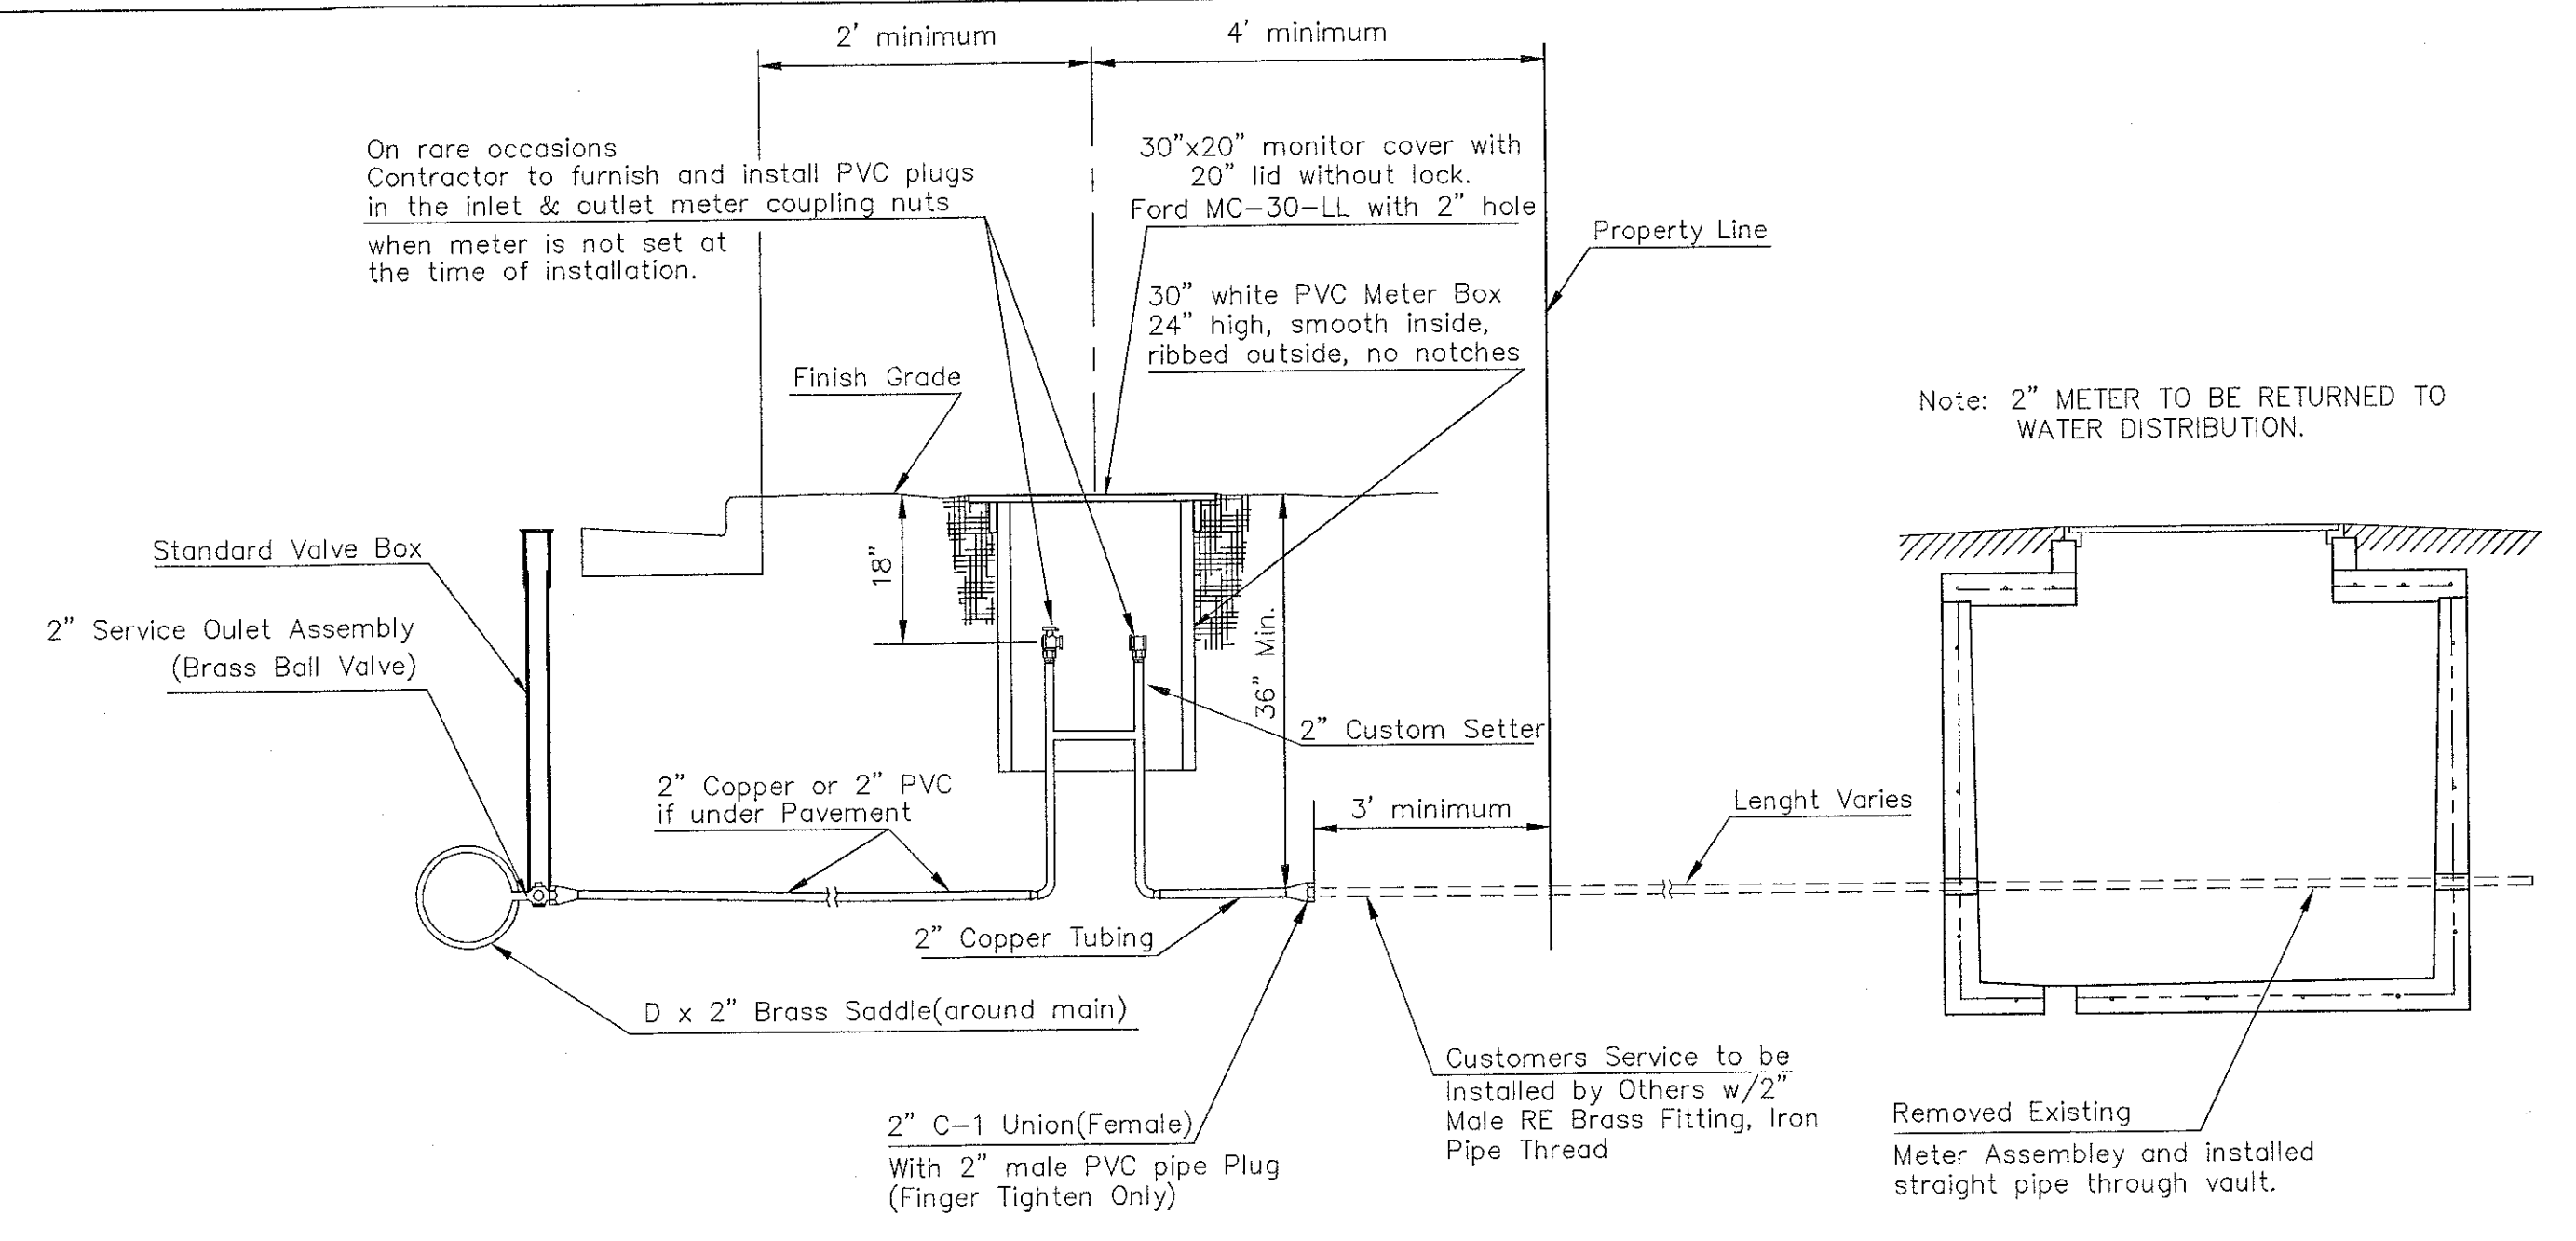 2' minimum
4' minimum
On rare occasions
Contractor to furnish and install PVC plugs
in the inlet & outlet meter coupling nuts
when meter is not set at
the time of installation.
30"x20" monitor cover with
20" lid without lock.
Ford MC-30-LL with 2" hole
Property Line
30" white PVC Meter Box
24" high, smooth inside,
ribbed outside, no notches
Finish Grade
Note: 2" METER TO BE RETURNED TO
WATER DISTRIBUTION.
Standard Valve Box
18"
2" Service Oulet Assembly
(Brass Ball Valve)
36" Min.
2" Custom Setter
2" Copper or 2" PVC
if under Pavement
3' minimum
Lenght Varies
2" Copper Tubing
D x 2" Brass Saddle(around main)
Customers Service to be
Installed by Others w/2"
Male RE Brass Fitting, Iron
Pipe Thread
2" C-1 Union(Female)
With 2" male PVC pipe Plug
(Finger Tighten Only)
Removed Existing
Meter Assembley and installed
straight pipe through vault.